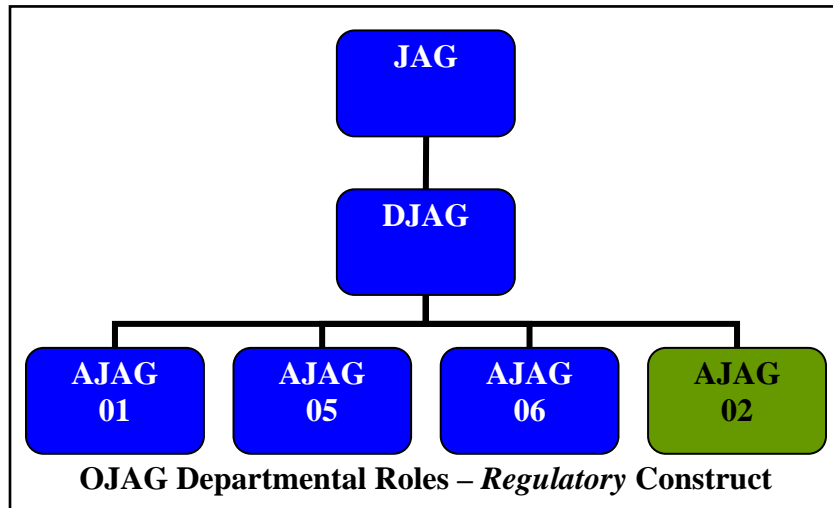 JAG
DJAG
AJAG
01
AJAG
05
AJAG
06
AJAG
02
OJAG Departmental Roles – Regulatory Construct